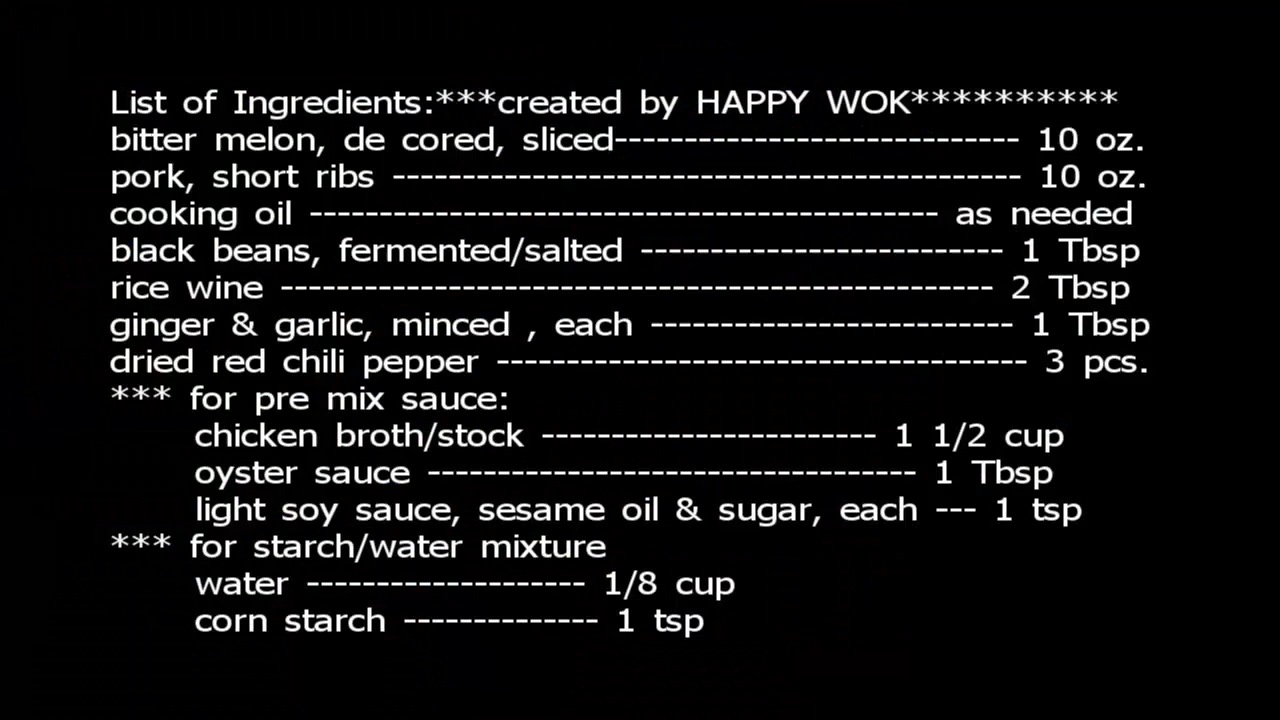 List of Ingredients:***created by HAPPY WOK**********
bitter melon, de cored, sliced----------------------------- 10 oz.
pork, short ribs --------------------------------------------- 10 oz.
cooking oil --------------------------------------------- as needed
black beans, fermented/salted -------------------------- 1 Tbsp
rice wine --------------------------------------------------- 2 Tbsp
ginger & garlic, minced , each -------------------------- 1 Tbsp
dried red chili pepper -------------------------------------- 3 pcs.
*** for pre mix sauce:
chicken broth/stock ------------------------ 1 1/2 cup
oyster sauce ----------------------------------- 1 Tbsp
light soy sauce, sesame oil & sugar, each --- 1 tsp
*** for starch/water mixture
water -------------------- 1/8 cup
corn starch -------------- 1 tsp